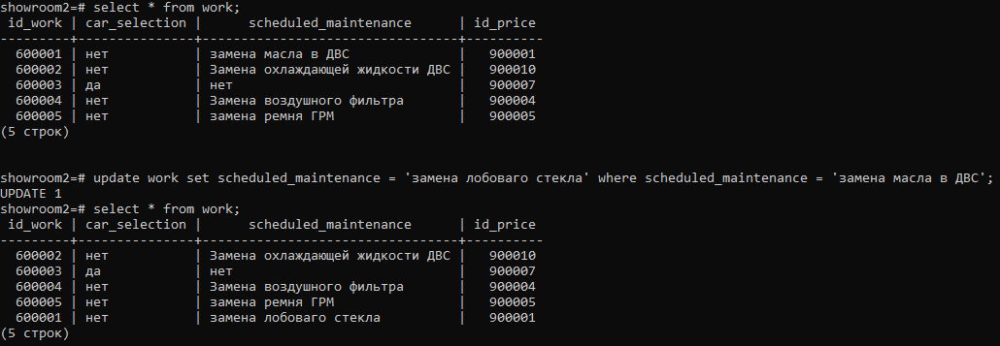 showroom2=# select * from work;
 id_work | car_selection |      scheduled_maintenance      | id_price
---------+---------------+---------------------------------+----------
  600001 | нет           | замена масла в ДВС              |   900001
  600002 | нет           | Замена охлаждающей жидкости ДВС |   900010
  600003 | да            | нет                             |   900007
  600004 | нет           | Замена воздушного фильтра       |   900004
  600005 | нет           | замена ремня ГРМ                |   900005
(5 строк)
showroom2=# update work set scheduled_maintenance = 'замена лобоваго стекла' where scheduled_maintenance = 'замена масла в ДВС';
UPDATE 1
showroom2=# select * from work;
 id_work | car_selection |      scheduled_maintenance      | id_price
---------+---------------+---------------------------------+----------
  600002 | нет           | Замена охлаждающей жидкости ДВС |   900010
  600003 | да            | нет                             |   900007
  600004 | нет           | Замена воздушного фильтра       |   900004
  600005 | нет           | замена ремня ГРМ                |   900005
  600001 | нет           | замена лобоваго стекла          |   900001
(5 строк)